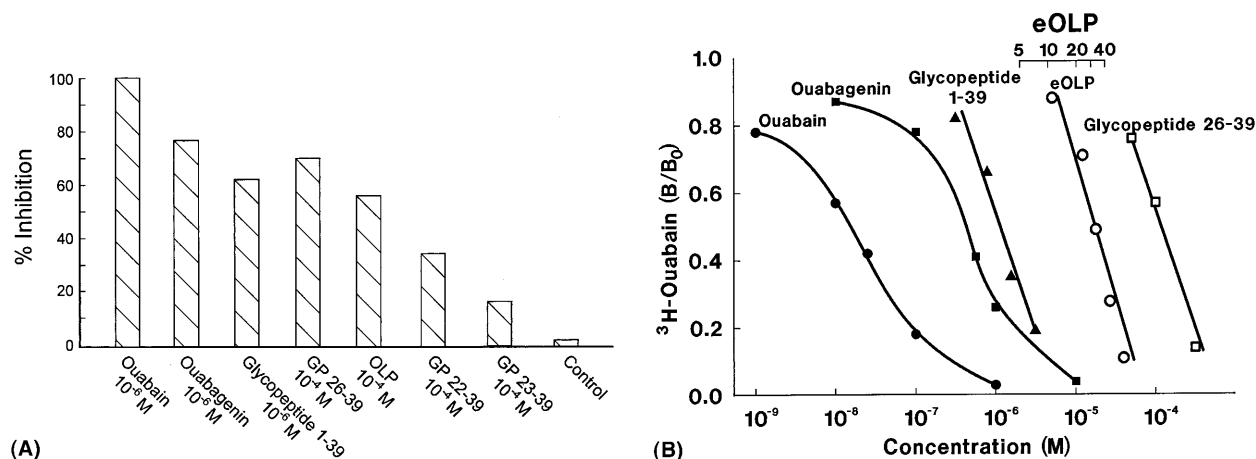 % Inhibition
100
80
60
40
20
0
Ouabain
10-6 M
Ouabagenin
10-6 M
Glycopeptide 1-39
10-6 M
GP 26-39
10-4 M
OLP
10-4 M
GP 22-39
10-4 M
GP 23-39
10-4 M
Control
(A)
eOLP
5 10 20 40
3H-Ouabain (B/B0)
1.0
0.8
0.6
0.4
0.2
0.0
Ouabain
Ouabagenin
Glycopeptide
1-39
eOLP
Glycopeptide 26-39
10-9 10-8 10-7 10-6 10-5 10-4
Concentration (M)
(B)